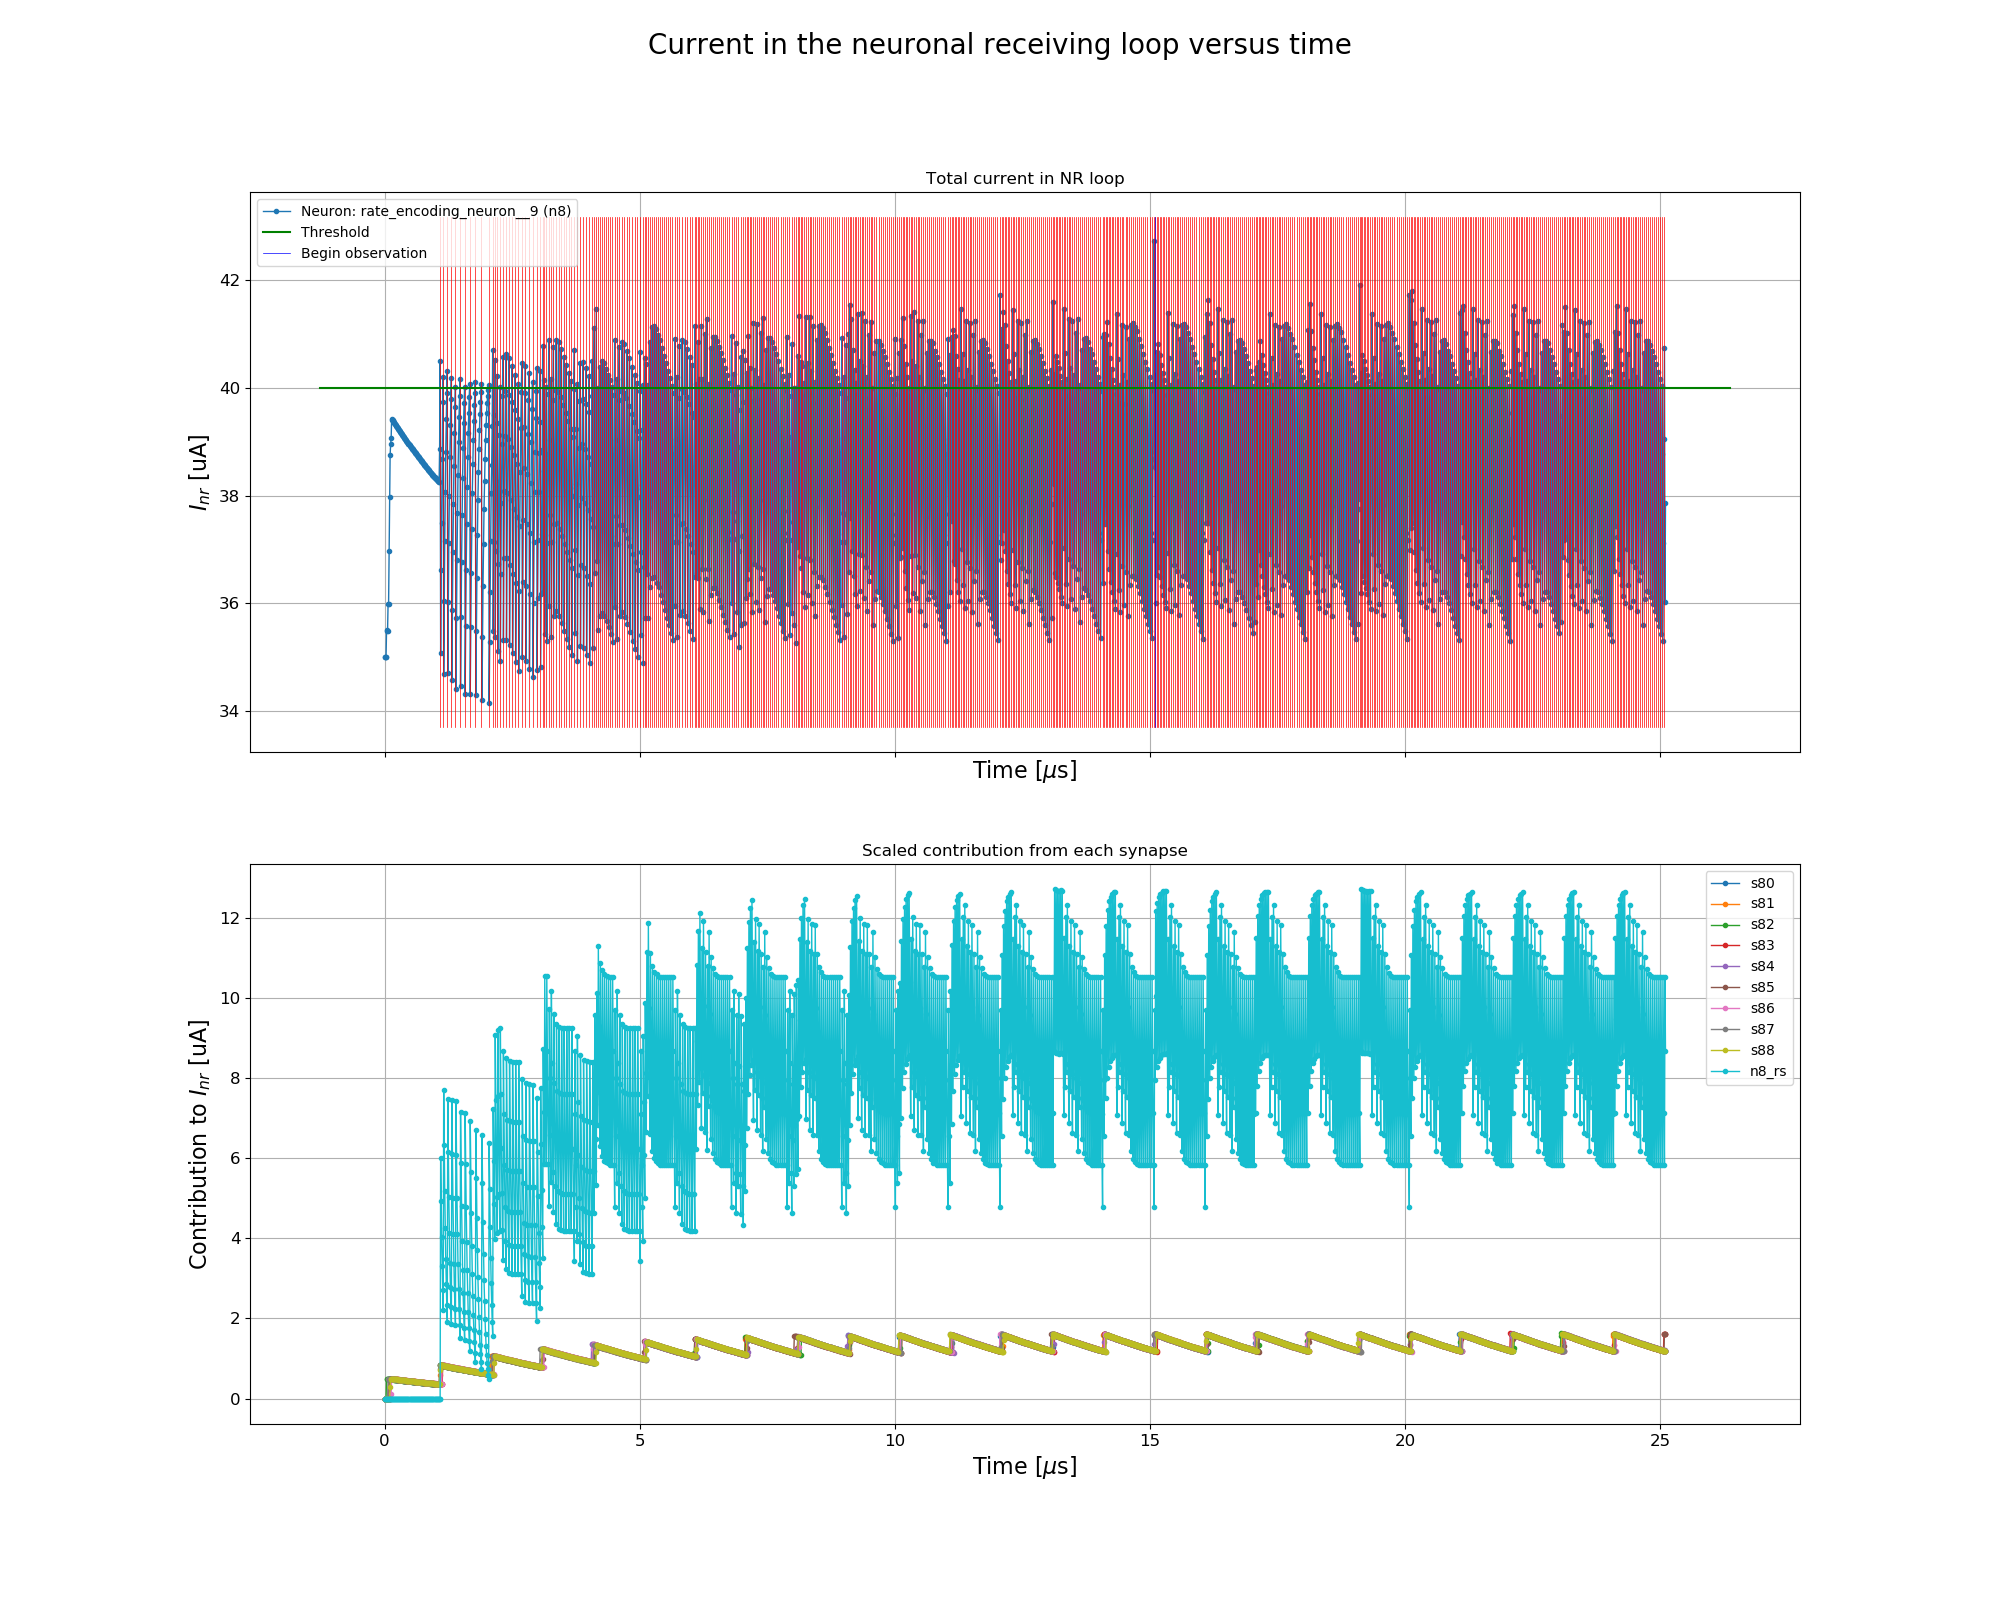 Current in the neuronal receiving loop versus time
Total current in NR loop
Neuron: rate_encoding_neuron__9 (n8)
Threshold
Begin observation
42
40
38
36
34
I_nr [uA]
Time [μs]
Scaled contribution from each synapse
s80
s81
s82
s83
s84
s85
s86
s87
s88
n8_rs
12
10
8
6
4
2
0
Contribution to I_nr [uA]
0 5 10 15 20 25
Time [μs]